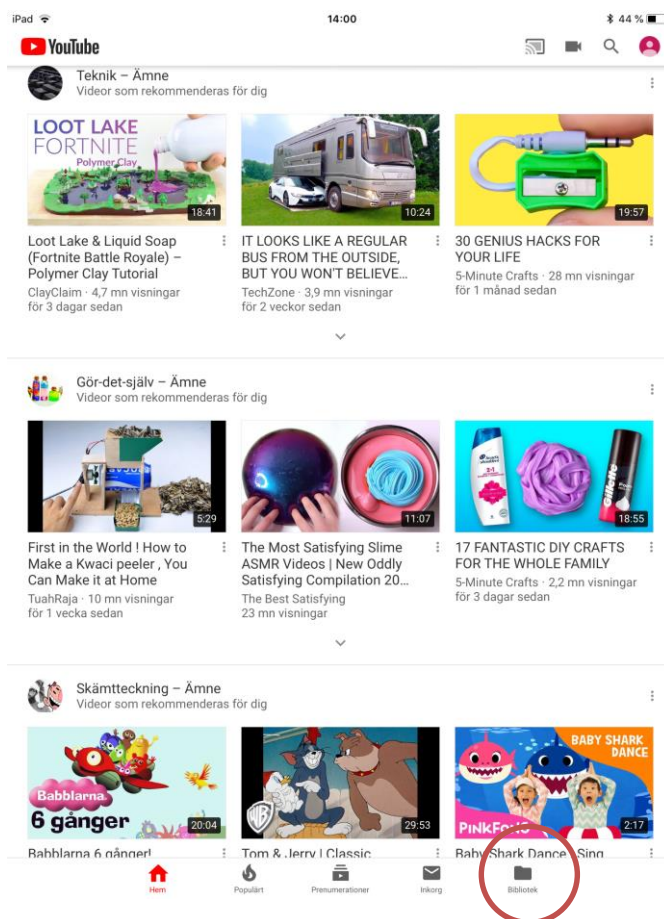 iPad
14:00
44 %
YouTube
Teknik – Ämne
Videor som rekommenderas för dig
LOOT LAKE
FORTNITE
Polymer Clay
18:41
10:24
19:57
Loot Lake & Liquid Soap
(Fortnite Battle Royale) –
Polymer Clay Tutorial
ClayClaim · 4,7 mn visningar
för 3 dagar sedan
IT LOOKS LIKE A REGULAR
BUS FROM THE OUTSIDE,
BUT YOU WON'T BELIEVE...
TechZone · 3,9 mn visningar
för 2 veckor sedan
30 GENIUS HACKS FOR
YOUR LIFE
5-Minute Crafts · 28 mn visningar
för 1 månad sedan
Gör-det-själv – Ämne
Videor som rekommenderas för dig
5:29
11:07
2-1
Gillette
18:55
First in the World ! How to
Make a Kwaci peeler , You
Can Make it at Home
TuahRaja · 10 mn visningar
för 1 vecka sedan
The Most Satisfying Slime
ASMR Videos | New Oddly
Satisfying Compilation 20...
The Best Satisfying
23 mn visningar
17 FANTASTIC DIY CRAFTS
FOR THE WHOLE FAMILY
5-Minute Crafts · 2,2 mn visningar
för 3 dagar sedan
Skämtteckning – Ämne
Videor som rekommenderas för dig
Babblarna
6 gånger
20:04
WB
29:53
BABY SHARK
DANCE
PINKFONG
2:17
Babblarna 6 gånger!
Tom & Jerry | Classic
Baby Shark Dance | Sing
Hem
Populärt
Prenumerationer
Inkorg
Bibliotek